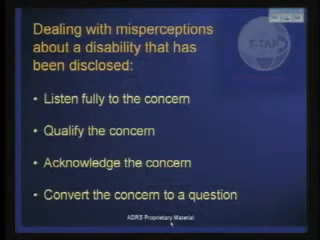 Dealing with misperceptions
about a disability that has
been disclosed:
T-TAP
• Listen fully to the concern
• Qualify the concern
• Acknowledge the concern
• Convert the concern to a question
ADRS Proprietary Material